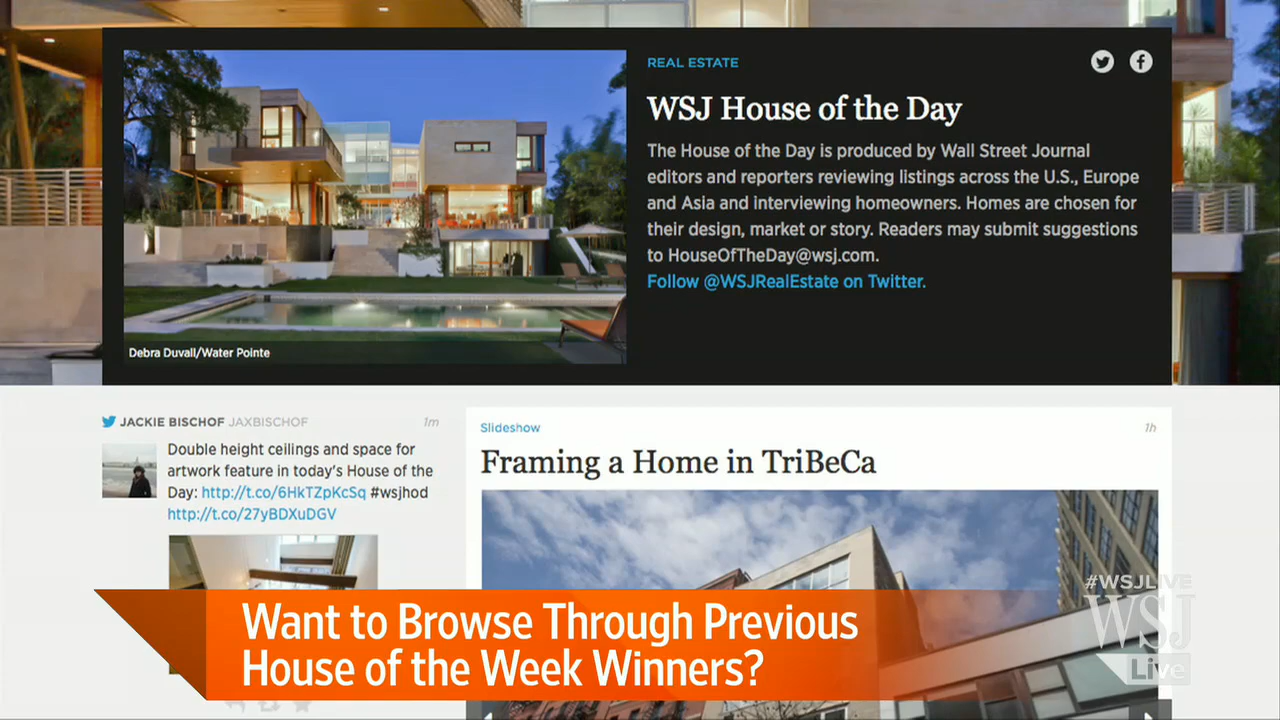 REAL ESTATE
WSJ House of the Day
The House of the Day is produced by Wall Street Journal
editors and reporters reviewing listings across the U.S., Europe
and Asia and interviewing homeowners. Homes are chosen for
their design, market or story. Readers may submit suggestions
to HouseOfTheDay@wsj.com.
Follow @WSJRealEstate on Twitter.
Debra Duvall/Water Pointe
JACKIE BISCHOF JAXBISCHOF 1m
Double height ceilings and space for
artwork feature in today's House of the
Day: http://t.co/6HkTZpKcSq #wsjhod
http://t.co/27yBDXuDGV
Slideshow 1h
Framing a Home in TriBeCa
Want to Browse Through Previous
House of the Week Winners?
#WSJLIVE
WSJ
Live